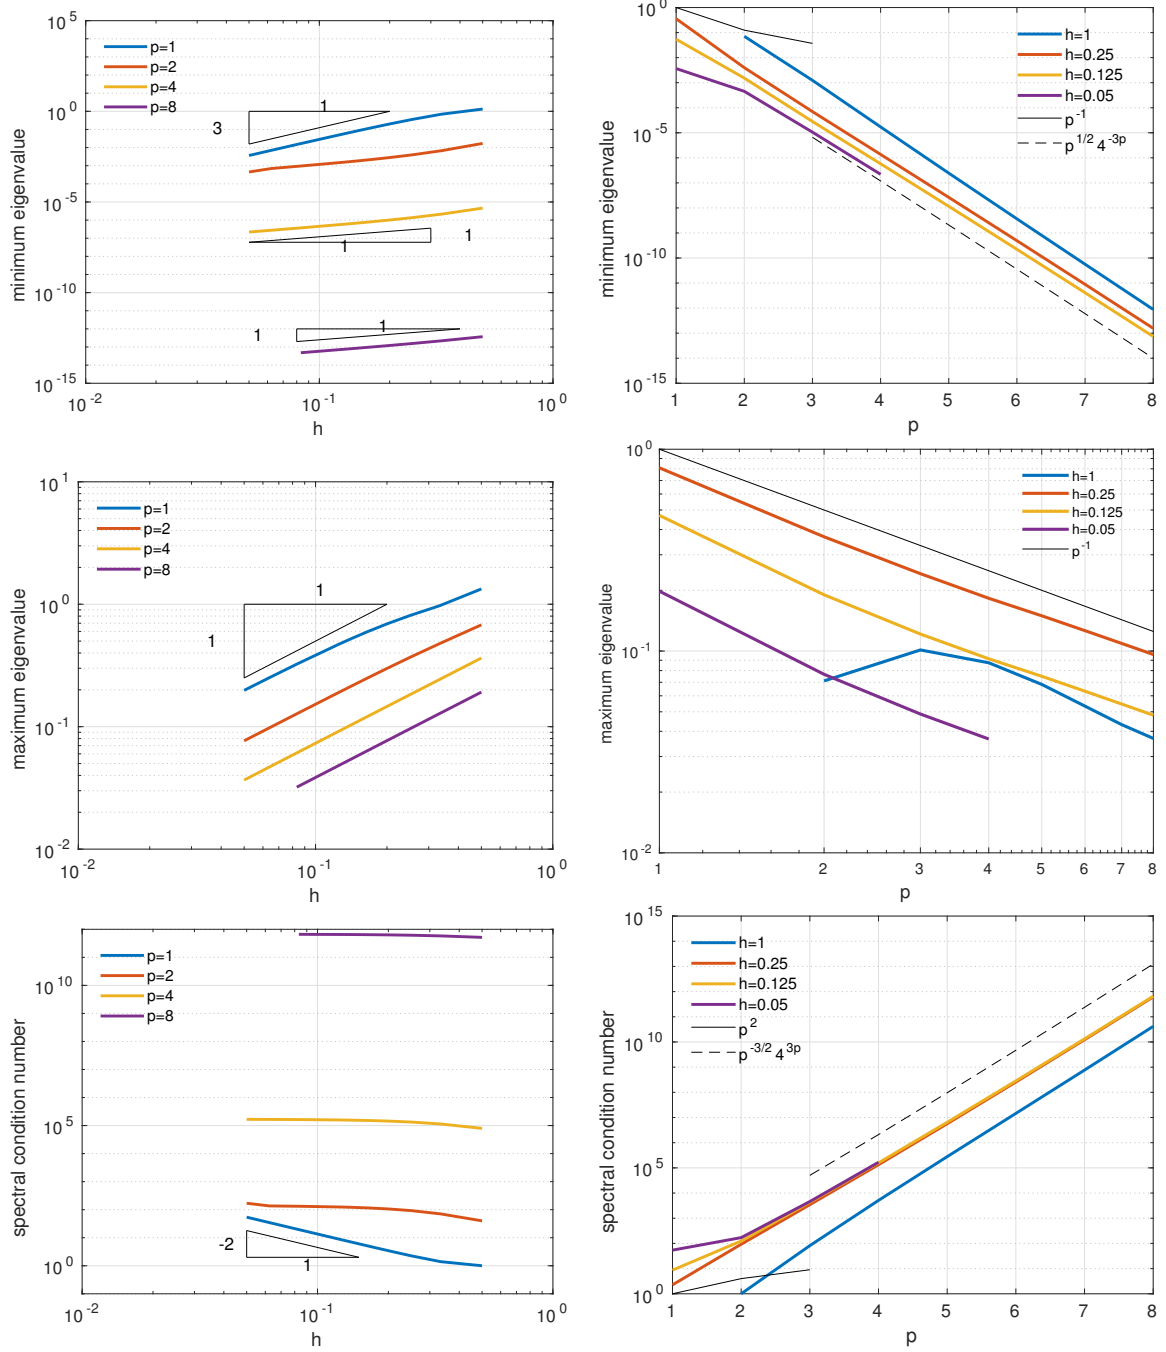 10^5
10^0
10^-5
10^-10
10^-15
minimum eigenvalue
p=1
p=2
p=4
p=8
1
3
1
1
1
1
10^-2
10^-1
10^0
h
10^0
10^-5
10^-10
10^-15
minimum eigenvalue
h=1
h=0.25
h=0.125
h=0.05
p^-1
p^1/2 4^-3p
1 2 3 4 5 6 7 8
p
10^1
10^0
10^-1
10^-2
maximum eigenvalue
p=1
p=2
p=4
p=8
1
1
10^-2
10^-1
10^0
h
10^0
10^-1
10^-2
maximum eigenvalue
h=1
h=0.25
h=0.125
h=0.05
p^-1
1 2 3 4 5 6 7 8
p
10^10
10^5
10^0
spectral condition number
p=1
p=2
p=4
p=8
-2
1
10^-2
10^-1
10^0
h
10^15
10^10
10^5
10^0
spectral condition number
h=1
h=0.25
h=0.125
h=0.05
p^2
p^-3/2 4^3p
1 2 3 4 5 6 7 8
p